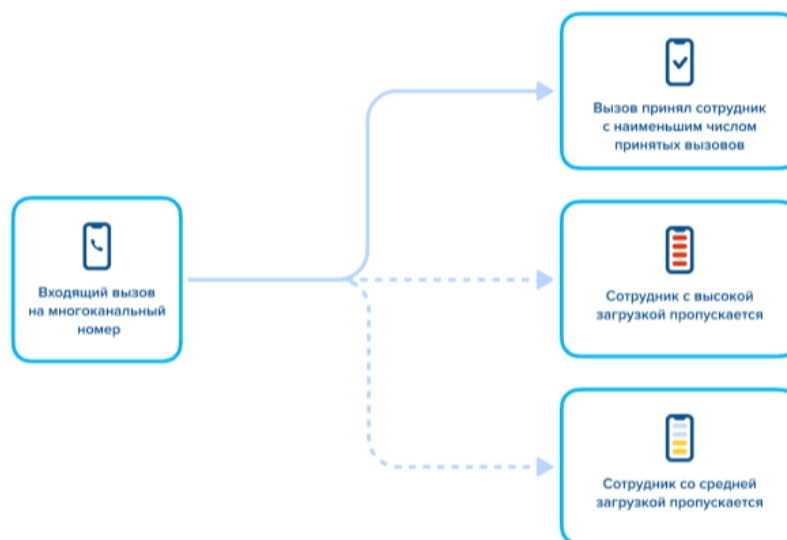 Вызов принял сотрудник
с наименьшим числом
принятых вызовов
Входящий вызов
на многоканальный
номер
Сотрудник с высокой
загрузкой пропускается
Сотрудник со средней
загрузкой пропускается